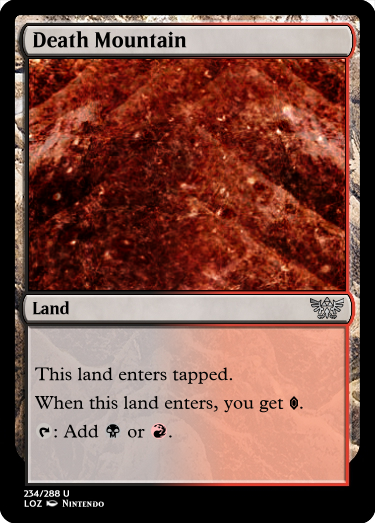 Death Mountain
Land
This land enters tapped.
When this land enters, you get .
: Add or .
234/288 U
LOZ Nintendo